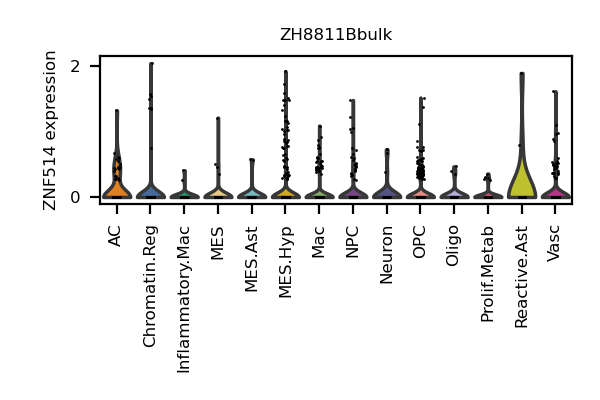 ZH8811Bbulk
ZNF514 expression
2
0
AC
Chromatin.Reg
Inflammatory.Mac
MES
MES.Ast
MES.Hyp
Mac
NPC
Neuron
OPC
Oligo
Prolif.Metab
Reactive.Ast
Vasc